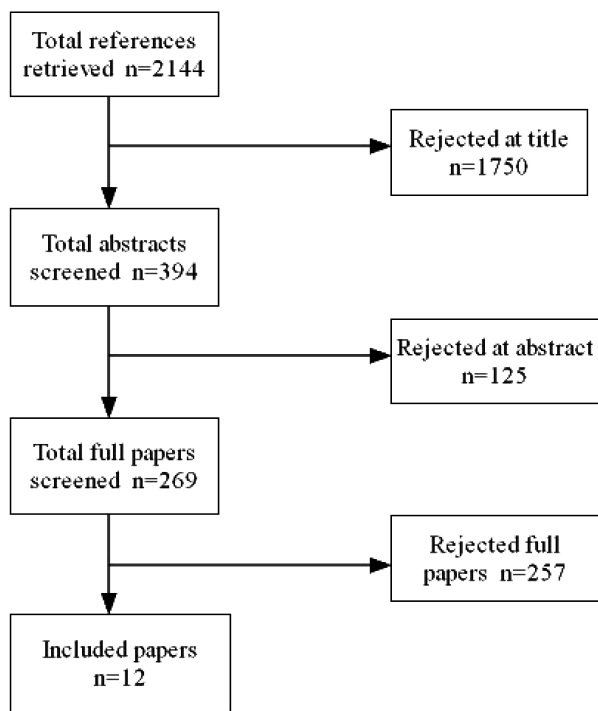 Total references
retrieved n=2144
Rejected at title
n=1750
Total abstracts
screened n=394
Rejected at abstract
n=125
Total full papers
screened n=269
Rejected full
papers n=257
Included papers
n=12